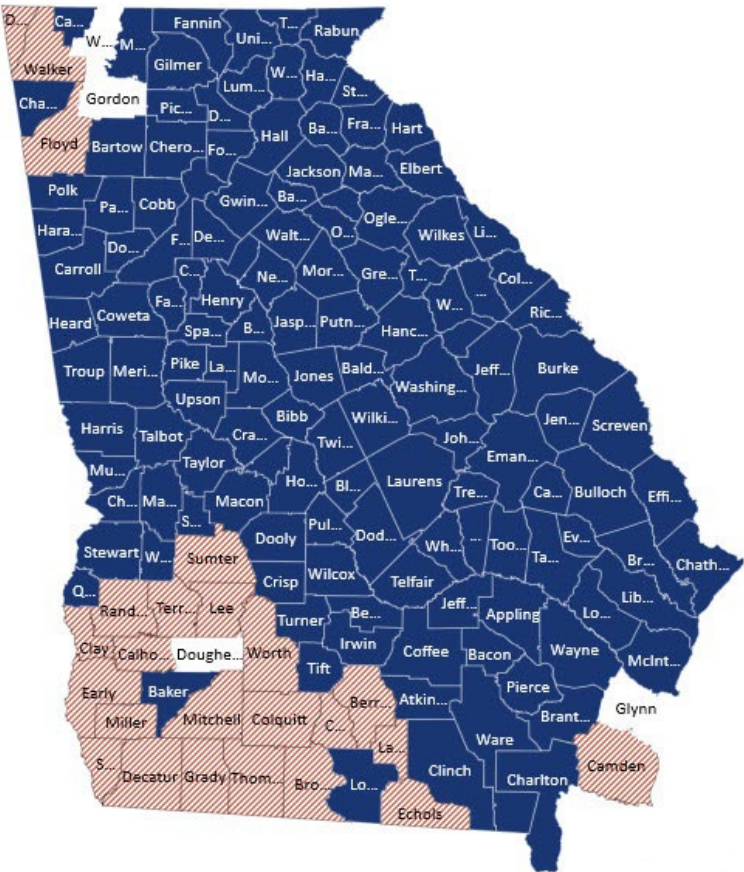 D...
Ca...
W...
M...
Fannin
Uni...
T...
Rabun
Walker
Gilmer
Lum...
W...
Ha...
St...
Cha...
Gordon
Pic...
D...
Hall
Ba...
Fra...
Hart
Floyd
Bartow
Chero...
Fo...
Jackson
Ma...
Elbert
Polk
Pa...
Cobb
Gwin...
Ba...
Ogle...
Hara...
Do...
F...
De...
Walt...
O...
Wilkes
Li...
Carroll
C...
Ne...
Mor...
Gre...
T...
W...
...
Col...
Heard
Coweta
Fa...
Henry
Spa...
B...
Jasp...
Putn...
Hanc...
Ric...
Troup
Meri...
Pike
La...
Mo...
Jones
Bald...
Washing...
Jeff...
Burke
Upson
Harris
Talbot
Cra...
Bibb
Twi...
Wilki...
Joh...
Jen...
Screven
Mu...
Taylor
Eman...
Ch...
Ma...
Macon
Ho...
Bl...
Laurens
Tre...
Ca...
Bulloch
Effi...
S...
Stewart
W...
Sumter
Dooly
Pul...
Dod...
Wh...
...
Too...
Ta...
Ev...
Br...
Chath...
Q...
Crisp
Wilcox
Telfair
Rand...
Terr...
Lee
Turner
Be...
Jeff...
Appling
Lo...
Lib...
Clay
Calho...
Doughe...
Worth
Irwin
Tift
Coffee
Bacon
Wayne
McInt...
Early
Baker
Berr...
Atkin...
Pierce
Brant...
Glynn
Miller
Mitchell
Colquitt
C...
La...
Ware
S...
Decatur
Grady
Thom...
Bro...
Lo...
Clinch
Charlton
Camden
Echols